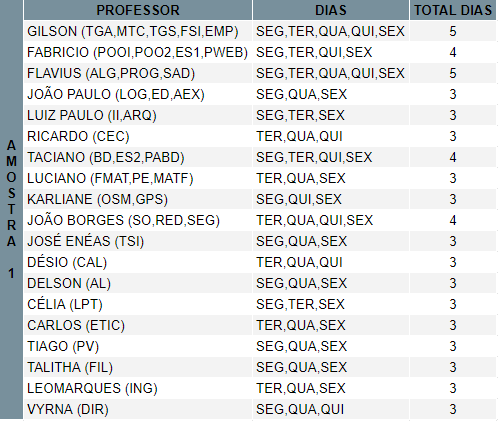 PROFESSOR DIAS TOTAL DIAS
GILSON (TGA,MTC,TGS,FSI,EMP) SEG,TER,QUA,QUI,SEX 5
FABRICIO (POOI,POO2,ES1,PWEB) SEG,TER,QUI,SEX 4
FLAVIUS (ALG,PROG,SAD) SEG,TER,QUA,QUI,SEX 5
JOÃO PAULO (LOG,ED,AEX) SEG,QUA,SEX 3
LUIZ PAULO (II,ARQ) SEG,TER,SEX 3
RICARDO (CEC) TER,QUA,QUI 3
TACIANO (BD,ES2,PABD) SEG,TER,QUI,SEX 4
LUCIANO (FMAT,PE,MATF) TER,QUA,SEX 3
KARLIANE (OSM,GPS) SEG,QUI,SEX 3
JOÃO BORGES (SO,RED,SEG) TER,QUA,QUI,SEX 4
JOSÉ ENÉAS (TSI) SEG,QUA,SEX 3
DÉSIO (CAL) TER,QUA,QUI 3
DELSON (AL) SEG,QUA,SEX 3
CÉLIA (LPT) SEG,TER,SEX 3
CARLOS (ETIC) TER,QUA,SEX 3
TIAGO (PV) SEG,QUA,SEX 3
TALITHA (FIL) SEG,QUA,SEX 3
LEOMARQUES (ING) TER,QUA,SEX 3
VYRNA (DIR) SEG,QUA,QUI 3
AMOSTRA 1